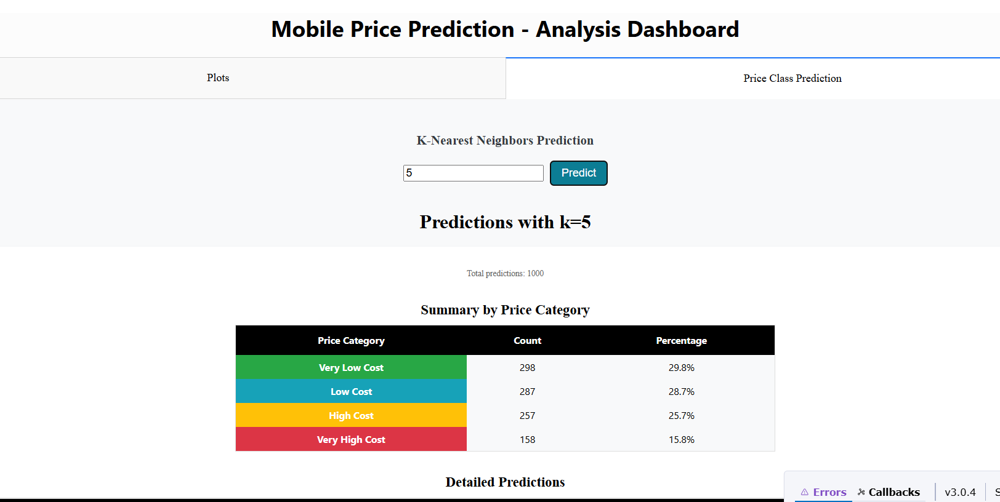 Mobile Price Prediction - Analysis Dashboard
Plots
Price Class Prediction
K-Nearest Neighbors Prediction
5
Predict
Predictions with k=5
Total predictions: 1000
Summary by Price Category
Price Category Count Percentage
Very Low Cost 298 29.8%
Low Cost 287 28.7%
High Cost 257 25.7%
Very High Cost 158 15.8%
Detailed Predictions
Errors Callbacks v3.0.4